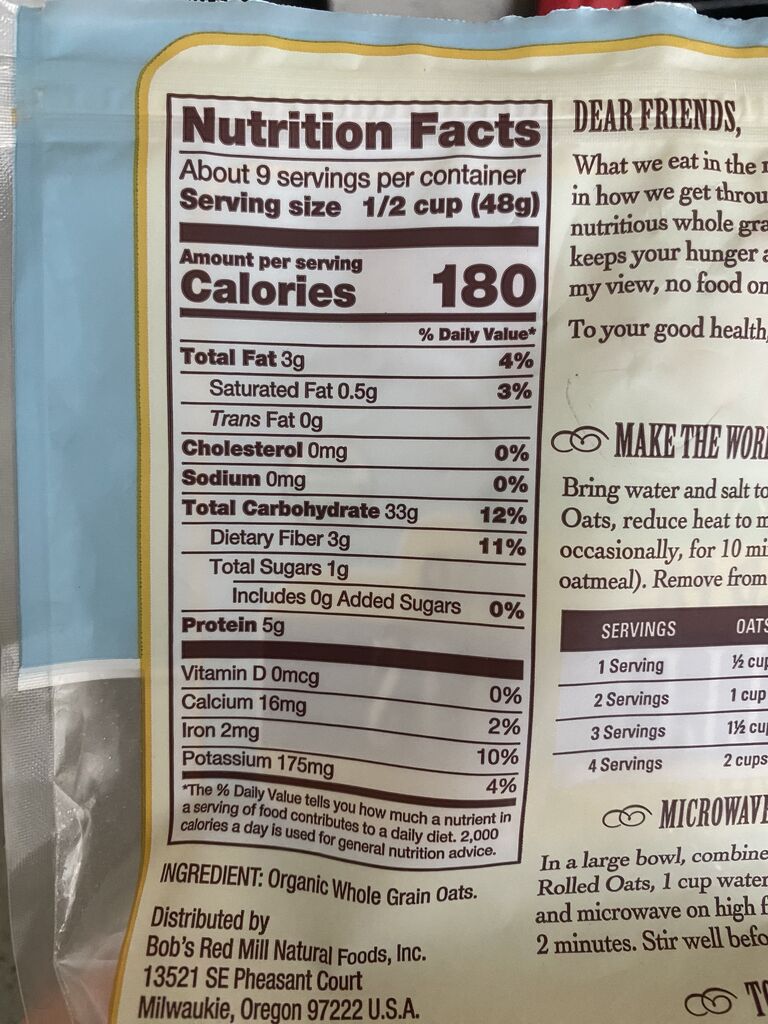 Nutrition Facts
About 9 servings per container
Serving size 1/2 cup (48g)
Amount per serving
Calories 180
% Daily Value*
Total Fat 3g 4%
Saturated Fat 0.5g 3%
Trans Fat 0g
Cholesterol 0mg 0%
Sodium 0mg 0%
Total Carbohydrate 33g 12%
Dietary Fiber 3g 11%
Total Sugars 1g
Includes 0g Added Sugars 0%
Protein 5g
Vitamin D 0mcg 0%
Calcium 16mg 2%
Iron 2mg 10%
Potassium 175mg 4%
*The % Daily Value tells you how much a nutrient in
a serving of food contributes to a daily diet. 2,000
calories a day is used for general nutrition advice.
INGREDIENT: Organic Whole Grain Oats.
Distributed by
Bob's Red Mill Natural Foods, Inc.
13521 SE Pheasant Court
Milwaukie, Oregon 97222 U.S.A.
DEAR FRIENDS,
What we eat in the
in how we get
nutritious whole
keeps your hunger
my view, no food
To your good health,
MAKE THE
Bring water and salt to
Oats, reduce heat to
occasionally, for 10
oatmeal). Remove from
SERVINGS OATS
1 Serving ½
2 Servings 1 cup
3 Servings 1½
4 Servings 2 cups
MICROWAVE
In a large bowl, combine
Rolled Oats, 1 cup water
and microwave on high
2 minutes. Stir well